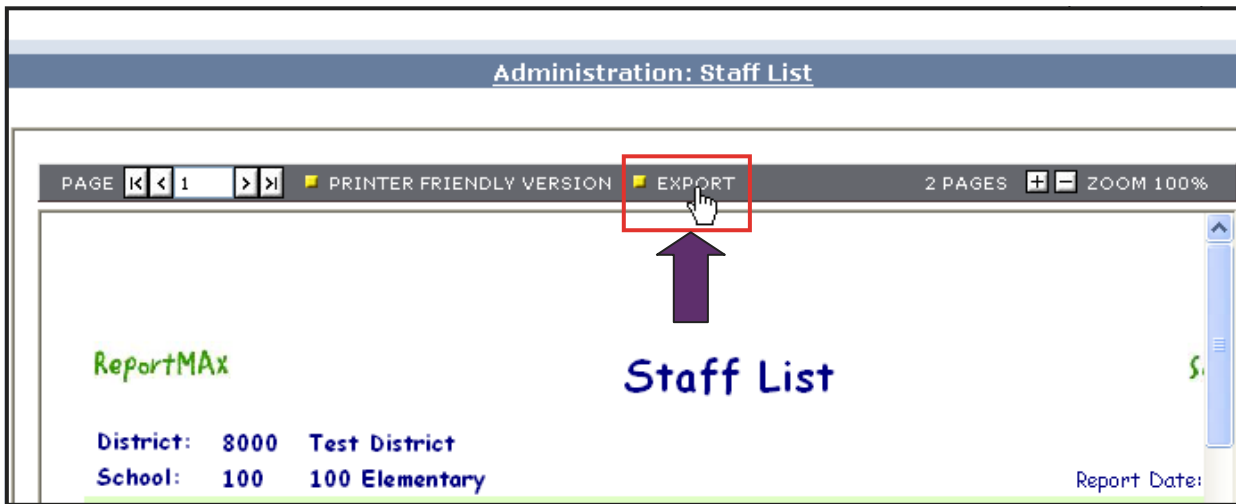 Administration: Staff List
PAGE 1 PRINTER FRIENDLY VERSION EXPORT 2 PAGES ZOOM 100%
ReportMAx Staff List
District: 8000 Test District
School: 100 100 Elementary Report Date: